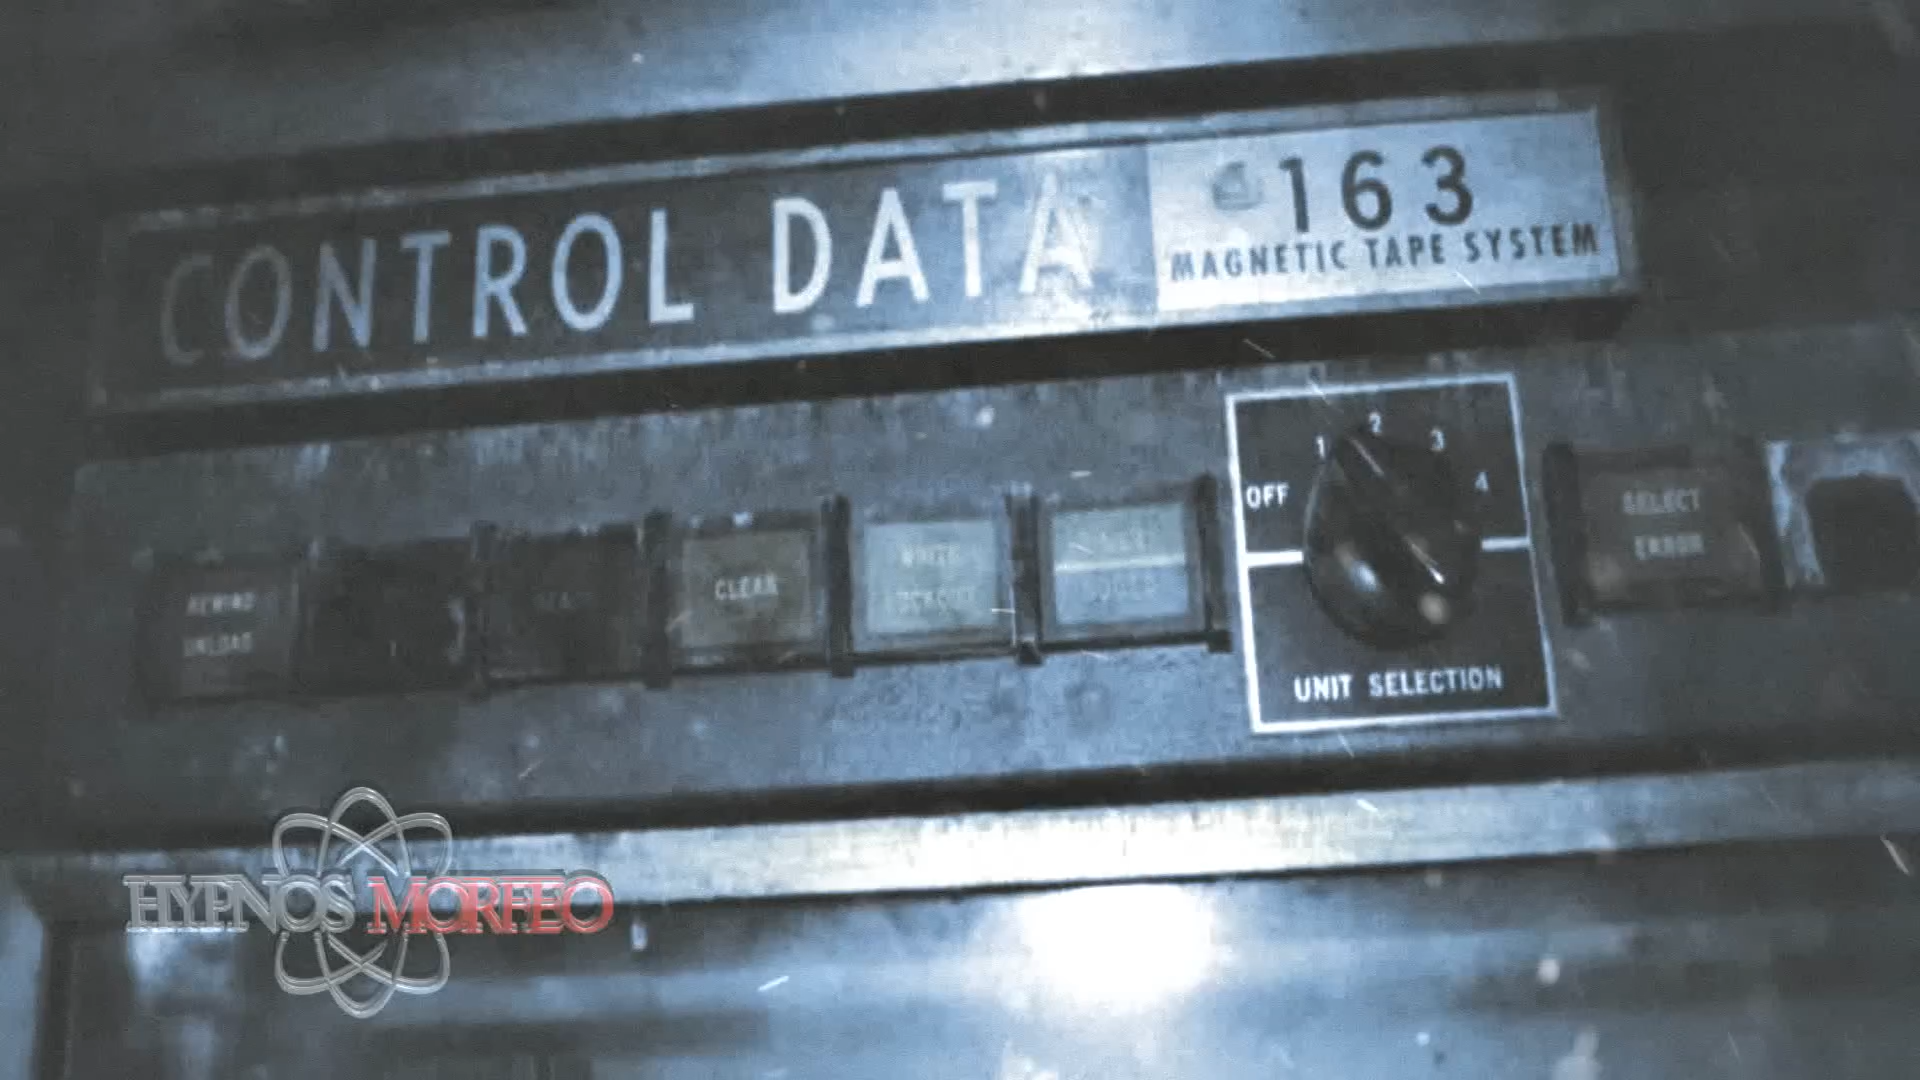 CONTROL DATA
163
MAGNETIC TAPE SYSTEM
1
2
3
OFF
4
SELECT
ERROR
CLEAR
REWIND
UNLOAD
UNIT SELECTION
HYPNOS MORFEO